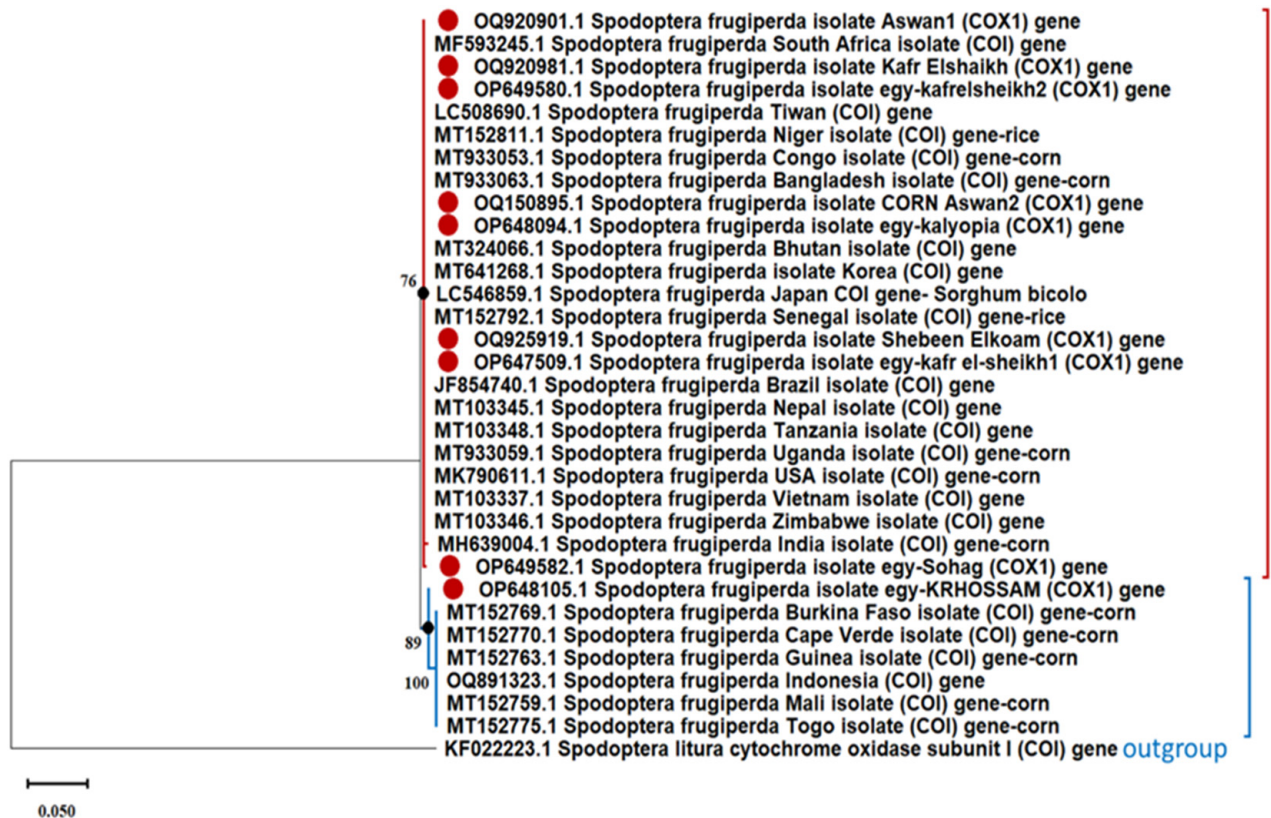 OQ920901.1 Spodoptera frugiperda isolate Aswan1 (COX1) gene
MF593245.1 Spodoptera frugiperda South Africa isolate (COI) gene
OQ920981.1 Spodoptera frugiperda isolate Kafr Elshaikh (COX1) gene
OP649580.1 Spodoptera frugiperda isolate egy-kafrelsheikh2 (COX1) gene
LC508690.1 Spodoptera frugiperda Tiwan (COI) gene
MT152811.1 Spodoptera frugiperda Niger isolate (COI) gene-rice
MT933053.1 Spodoptera frugiperda Congo isolate (COI) gene-corn
MT933063.1 Spodoptera frugiperda Bangladesh isolate (COI) gene-corn
OQ150895.1 Spodoptera frugiperda isolate CORN Aswan2 (COX1) gene
OP648094.1 Spodoptera frugiperda isolate egy-kalyopia (COX1) gene
MT324066.1 Spodoptera frugiperda Bhutan isolate (COI) gene
MT641268.1 Spodoptera frugiperda isolate Korea (COI) gene
76
LC546859.1 Spodoptera frugiperda Japan COI gene- Sorghum bicolo
MT152792.1 Spodoptera frugiperda Senegal isolate (COI) gene-rice
OQ925919.1 Spodoptera frugiperda isolate Shebeen Elkoam (COX1) gene
OP647509.1 Spodoptera frugiperda isolate egy-kafr el-sheikh1 (COX1) gene
JF854740.1 Spodoptera frugiperda Brazil isolate (COI) gene
MT103345.1 Spodoptera frugiperda Nepal isolate (COI) gene
MT103348.1 Spodoptera frugiperda Tanzania isolate (COI) gene
MT933059.1 Spodoptera frugiperda Uganda isolate (COI) gene-corn
MK790611.1 Spodoptera frugiperda USA isolate (COI) gene-corn
MT103337.1 Spodoptera frugiperda Vietnam isolate (COI) gene
MT103346.1 Spodoptera frugiperda Zimbabwe isolate (COI) gene
MH639004.1 Spodoptera frugiperda India isolate (COI) gene-corn
OP649582.1 Spodoptera frugiperda isolate egy-Sohag (COX1) gene
OP648105.1 Spodoptera frugiperda isolate egy-KRHOSSAM (COX1) gene
MT152769.1 Spodoptera frugiperda Burkina Faso isolate (COI) gene-corn
MT152770.1 Spodoptera frugiperda Cape Verde isolate (COI) gene-corn
89
MT152763.1 Spodoptera frugiperda Guinea isolate (COI) gene-corn
100
OQ891323.1 Spodoptera frugiperda Indonesia (COI) gene
MT152759.1 Spodoptera frugiperda Mali isolate (COI) gene-corn
MT152775.1 Spodoptera frugiperda Togo isolate (COI) gene-corn
KF022223.1 Spodoptera litura cytochrome oxidase subunit I (COI) gene outgroup
0.050